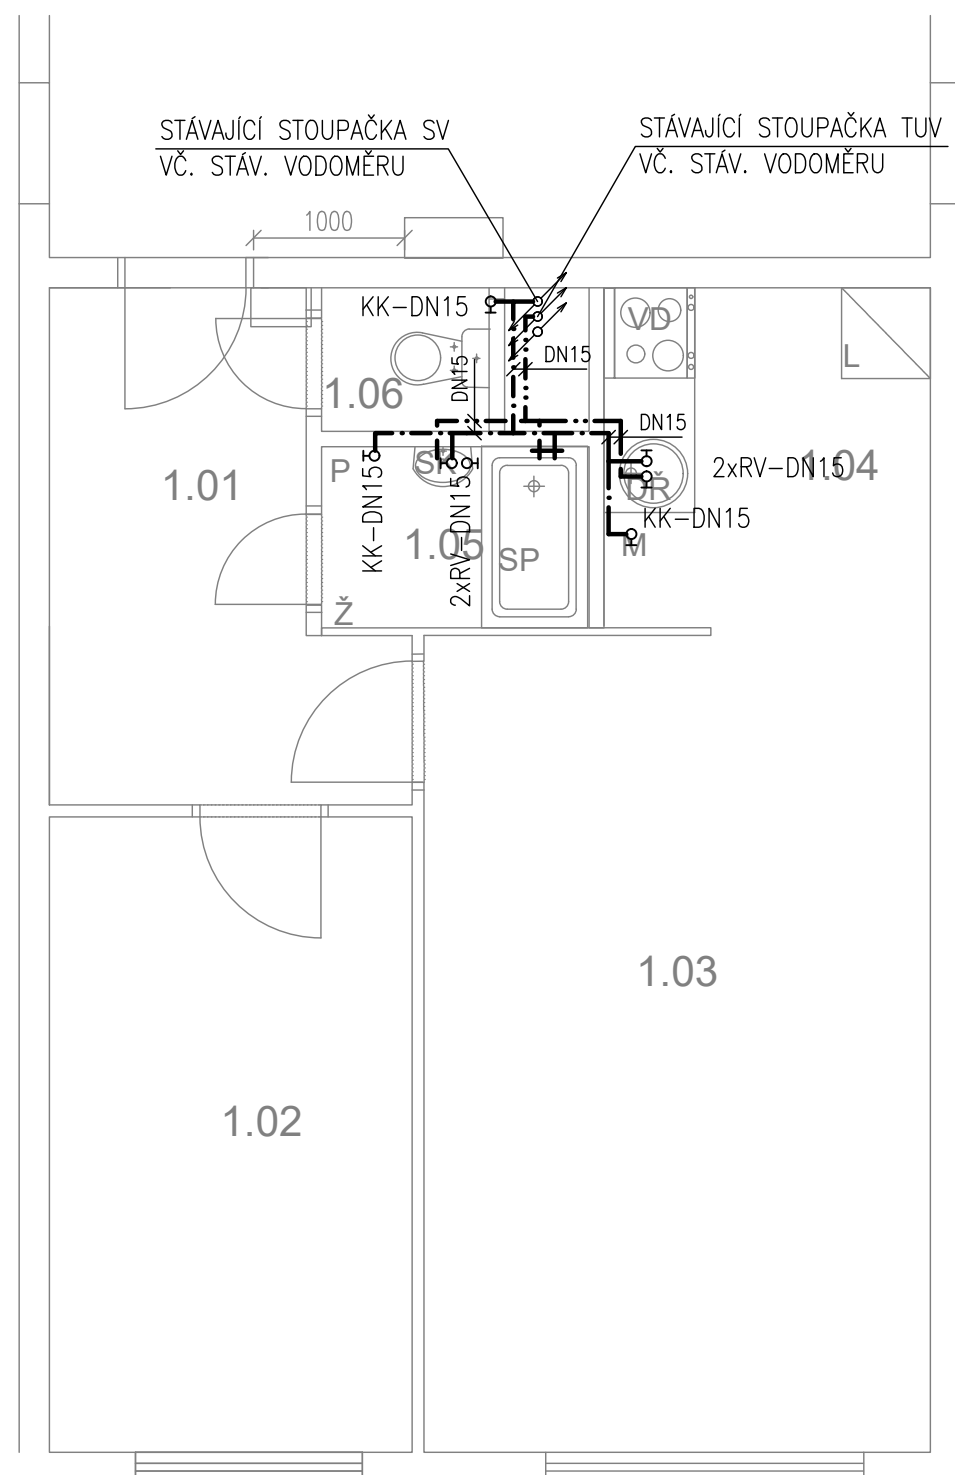 STÁVAJÍCÍ STOUPAČKA SV
VČ. STÁV. VODOMĚRU
STÁVAJÍCÍ STOUPAČKA TUV
VČ. STÁV. VODOMĚRU
1000
KK-DN15
VD
DN15
L
DN15
1.06
DN15
1.01
P
SK
2xRV-DN15
1.04
DŘ
KK-DN15
KK-DN15
2xRV-DN15
1.05
SP
M
Ž
1.03
1.02